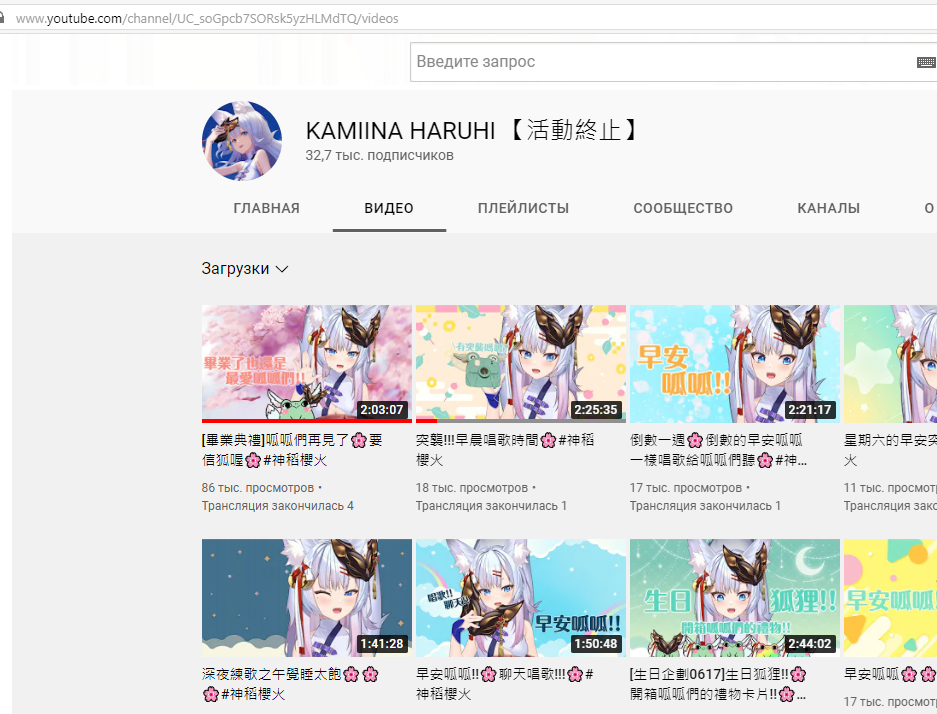 www.youtube.com/channel/UC_soGpcb7SORsk5yzHLMdTQ/videos
Введите запрос
KAMIINA HARUHI 【活動終止】
32,7 тыс. подписчиков
ГЛАВНАЯ ВИДЕО ПЛЕЙЛИСТЫ СООБЩЕСТВО КАНАЛЫ О
Загрузки
畢業了也還是
最愛呱呱們!!
2:03:07
有突襲嗎
2:25:35
早安
呱呱!!
2:21:17
[畢業典禮]呱呱們再見了🌸要
信狐喔🌸#神稻櫻火
86 тыс. просмотров •
Трансляция закончилась 4
突襲!!!早晨唱歌時間🌸#神稻
櫻火
18 тыс. просмотров •
Трансляция закончилась 1
倒數一週🌸倒數的早安呱呱
一樣唱歌給呱呱們聽🌸#神...
17 тыс. просмотров •
Трансляция закончилась 1
星期六的早安突
火
11 тыс. просмот
Трансляция зако
1:41:28
唱歌!!
聊天
早安呱呱!!
1:50:48
生日 狐狸!!
開箱呱呱們的禮物!!
2:44:02
早安呱呱!
深夜練歌之午覺睡太飽🌸🌸
🌸#神稻櫻火
早安呱呱!!🌸聊天唱歌!!!🌸#
神稻櫻火
[生日企劃0617]生日狐狸!!🌸
開箱呱呱們的禮物卡片!!🌸...
早安呱呱🌸🌸
17 тыс. просмот